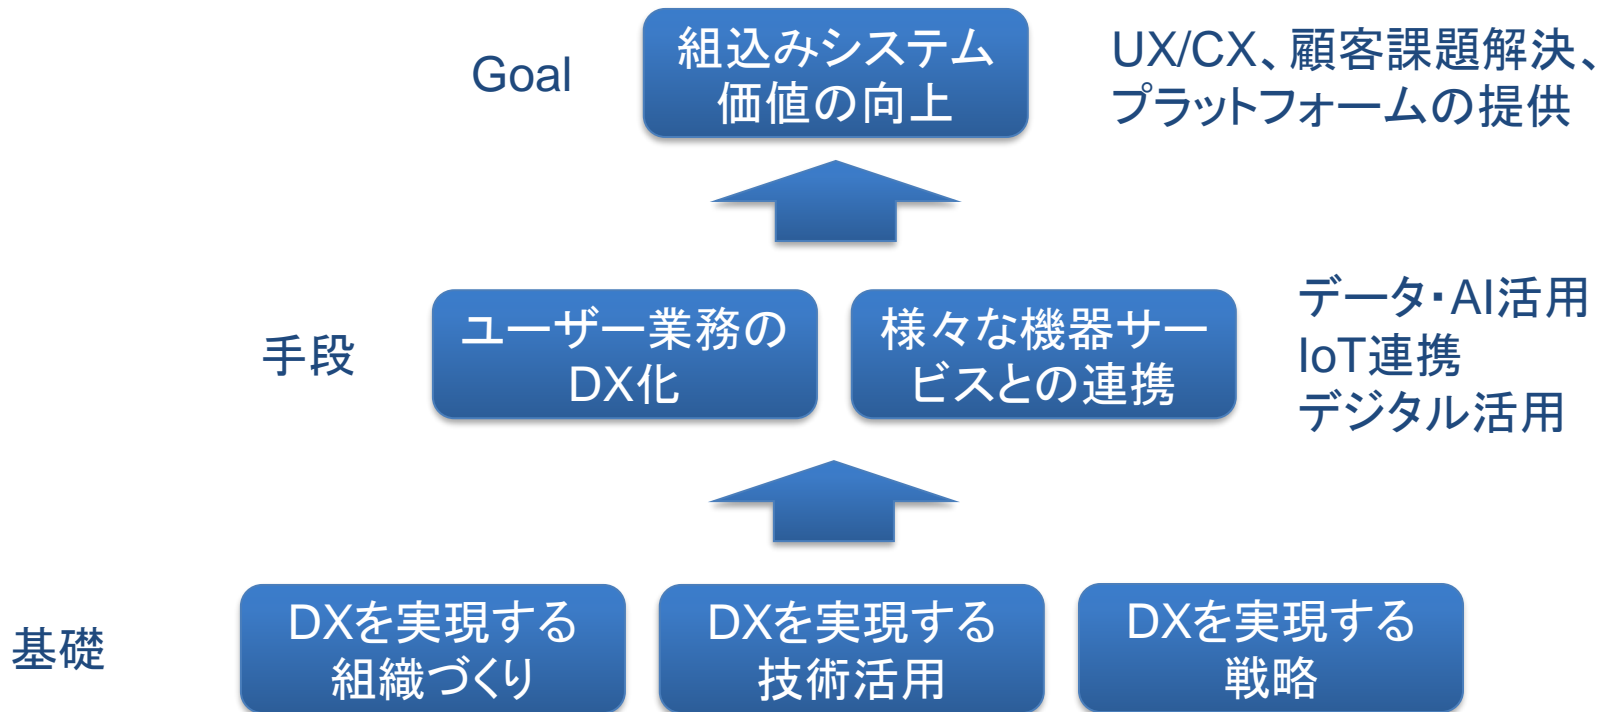 Goal
組込みシステム
価値の向上
UX/CX、顧客課題解決、
プラットフォームの提供
手段
ユーザー業務の
DX化
様々な機器サー
ビスとの連携
データ・AI活用
IoT連携
デジタル活用
基礎
DXを実現する
組織づくり
DXを実現する
技術活用
DXを実現する
戦略